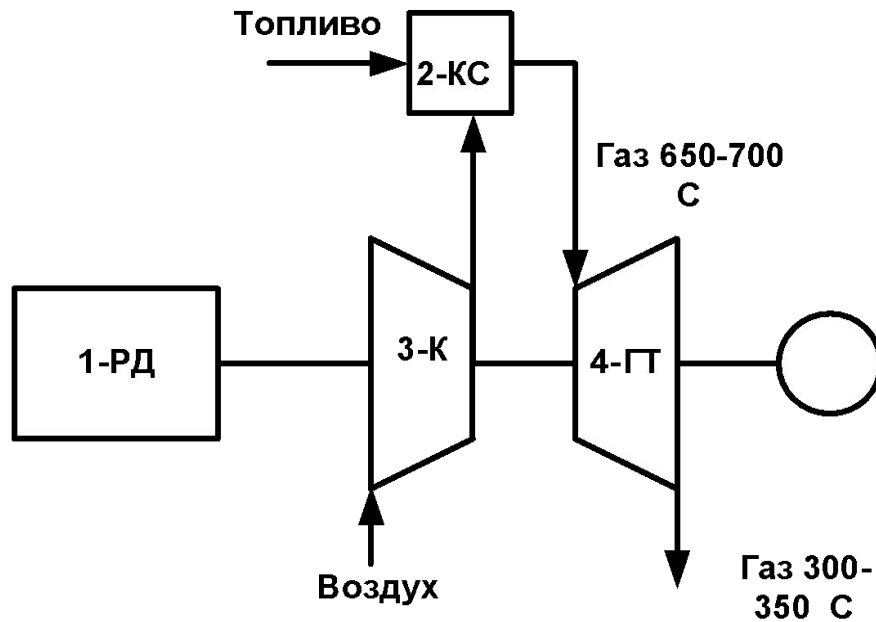 Топливо
2-КС
Газ 650-700
С
1-РД
3-К
4-ГТ
Воздух
Газ 300-
350 С